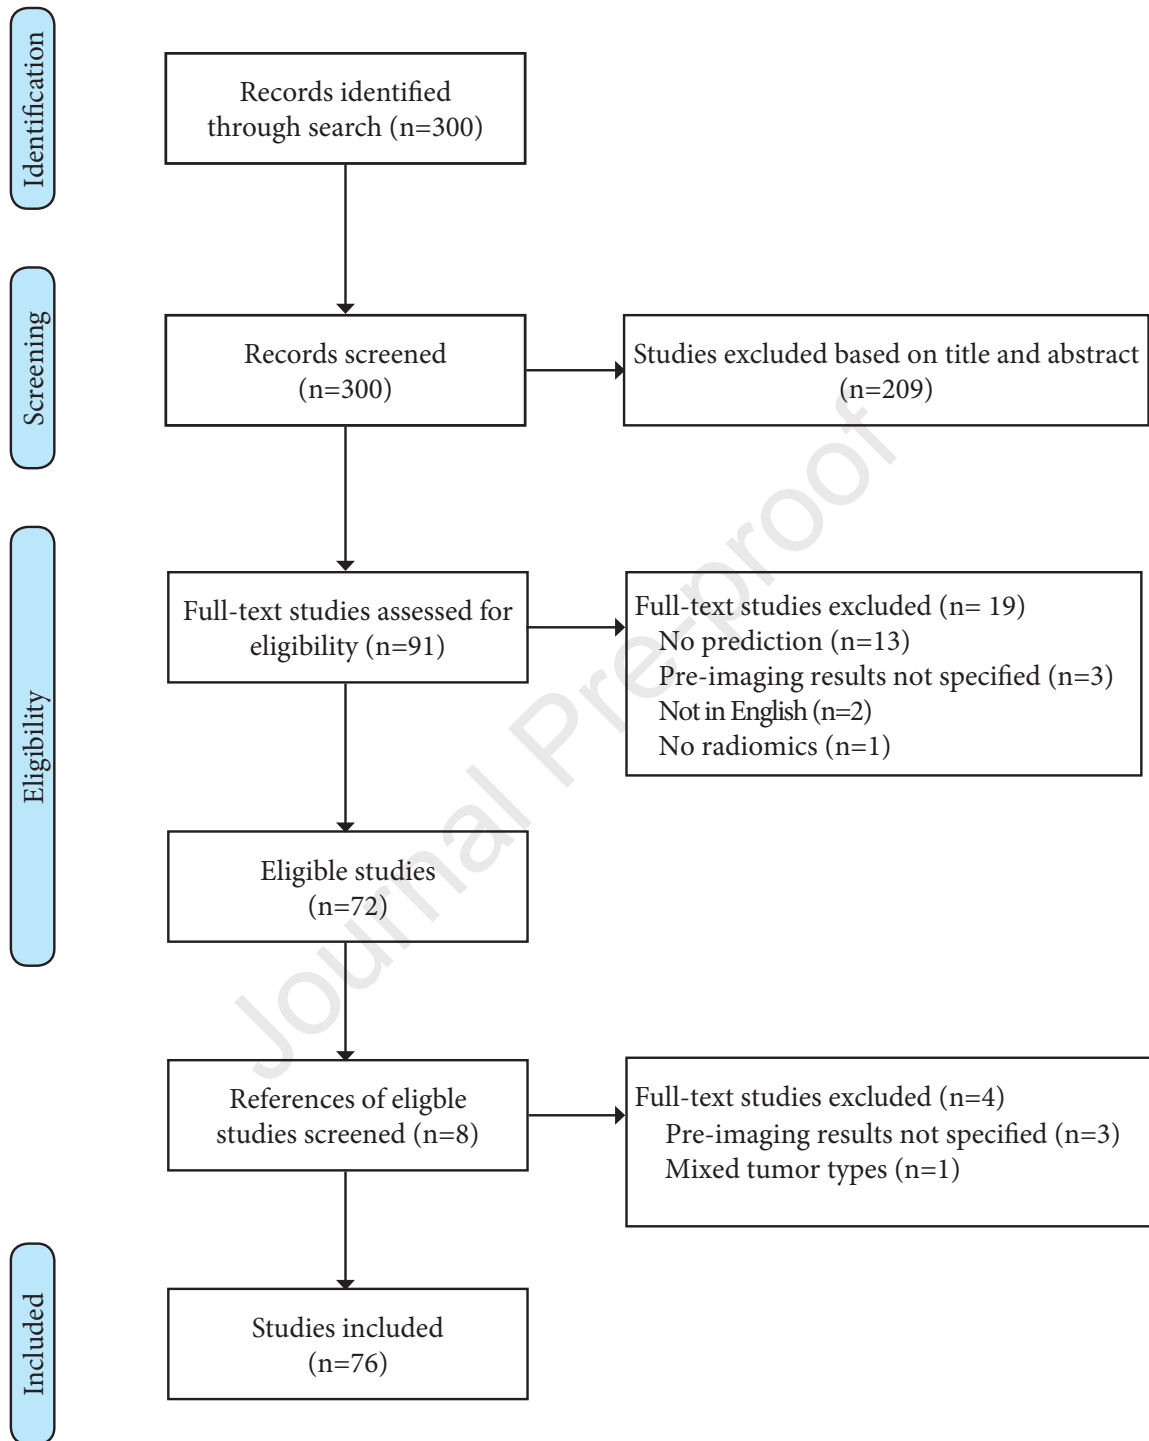 Identification
Records identified
through search (n=300)
Screening
Records screened
(n=300)
Studies excluded based on title and abstract
(n=209)
Eligibility
Full-text studies assessed for
eligibility (n=91)
Full-text studies excluded (n= 19)
No prediction (n=13)
Pre-imaging results not specified (n=3)
Not in English (n=2)
No radiomics (n=1)
Eligible studies
(n=72)
References of eligble
studies screened (n=8)
Full-text studies excluded (n=4)
Pre-imaging results not specified (n=3)
Mixed tumor types (n=1)
Included
Studies included
(n=76)
Journal Pre-proof